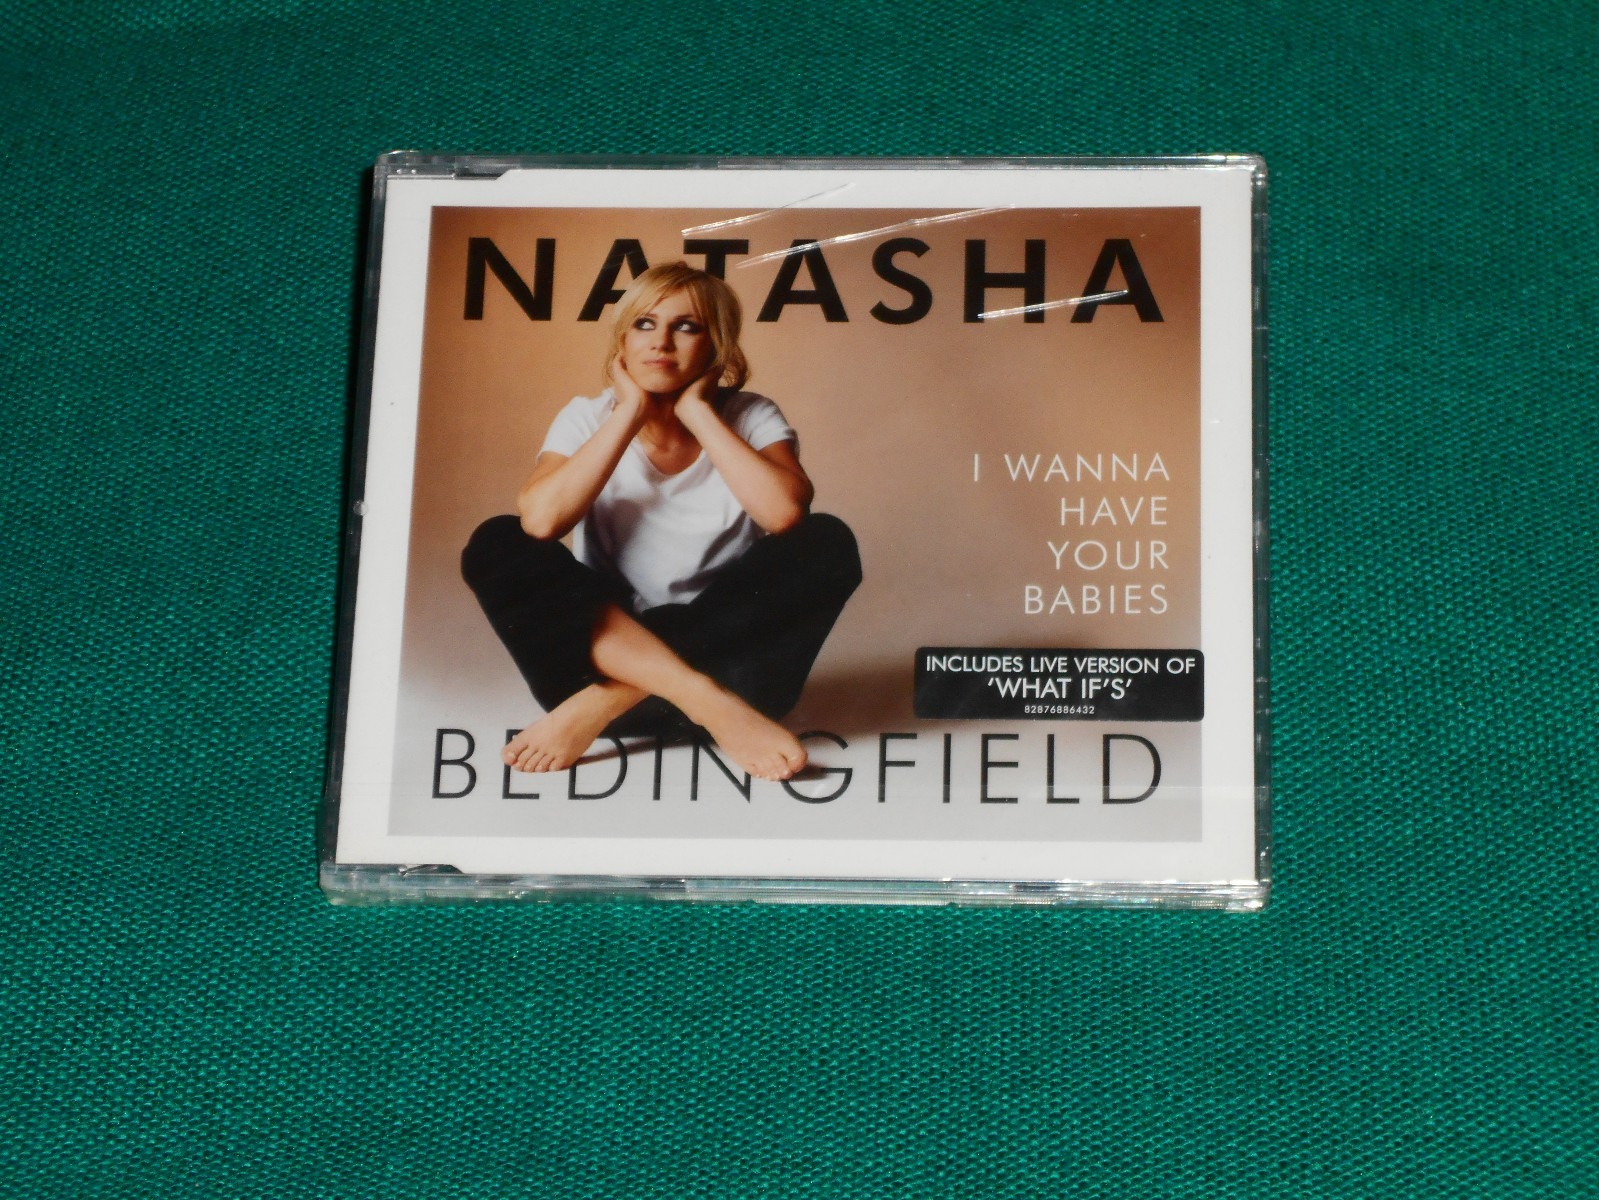 NATASHA
I WANNA
HAVE
YOUR
BABIES
INCLUDES LIVE VERSION OF
'WHAT IF'S'
82876886432
BEDINGFIELD